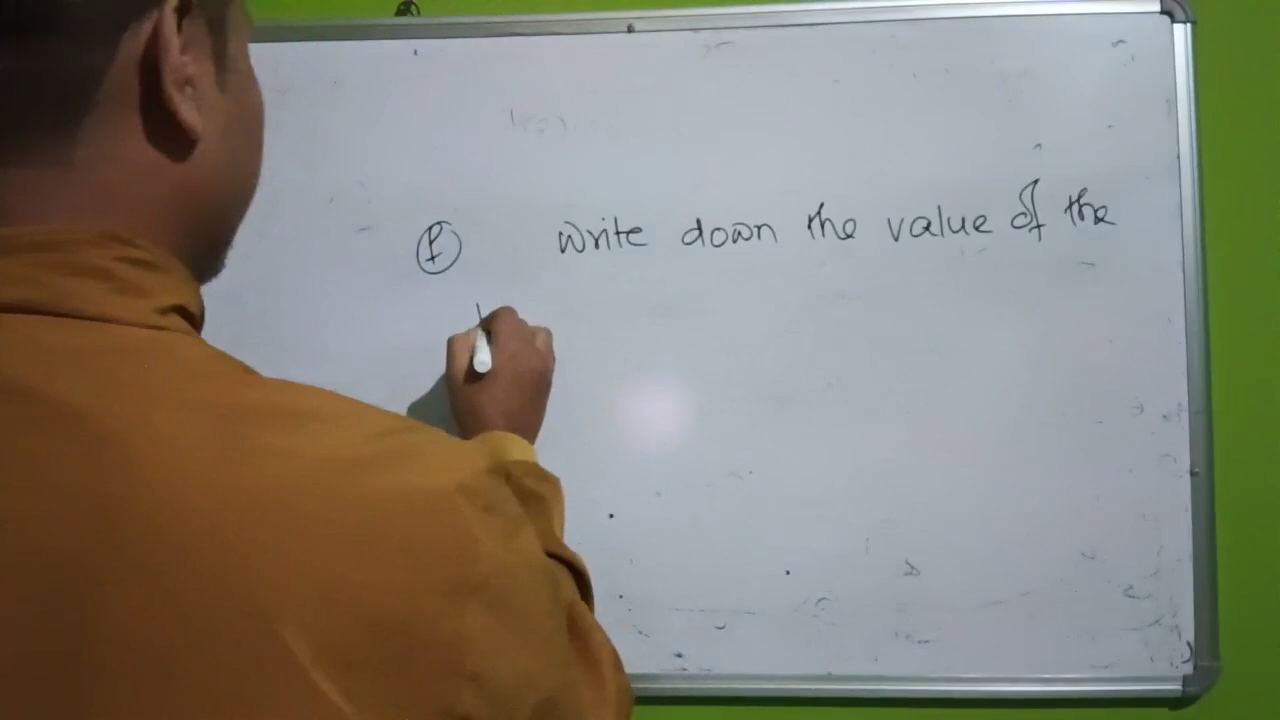 write down the value of the